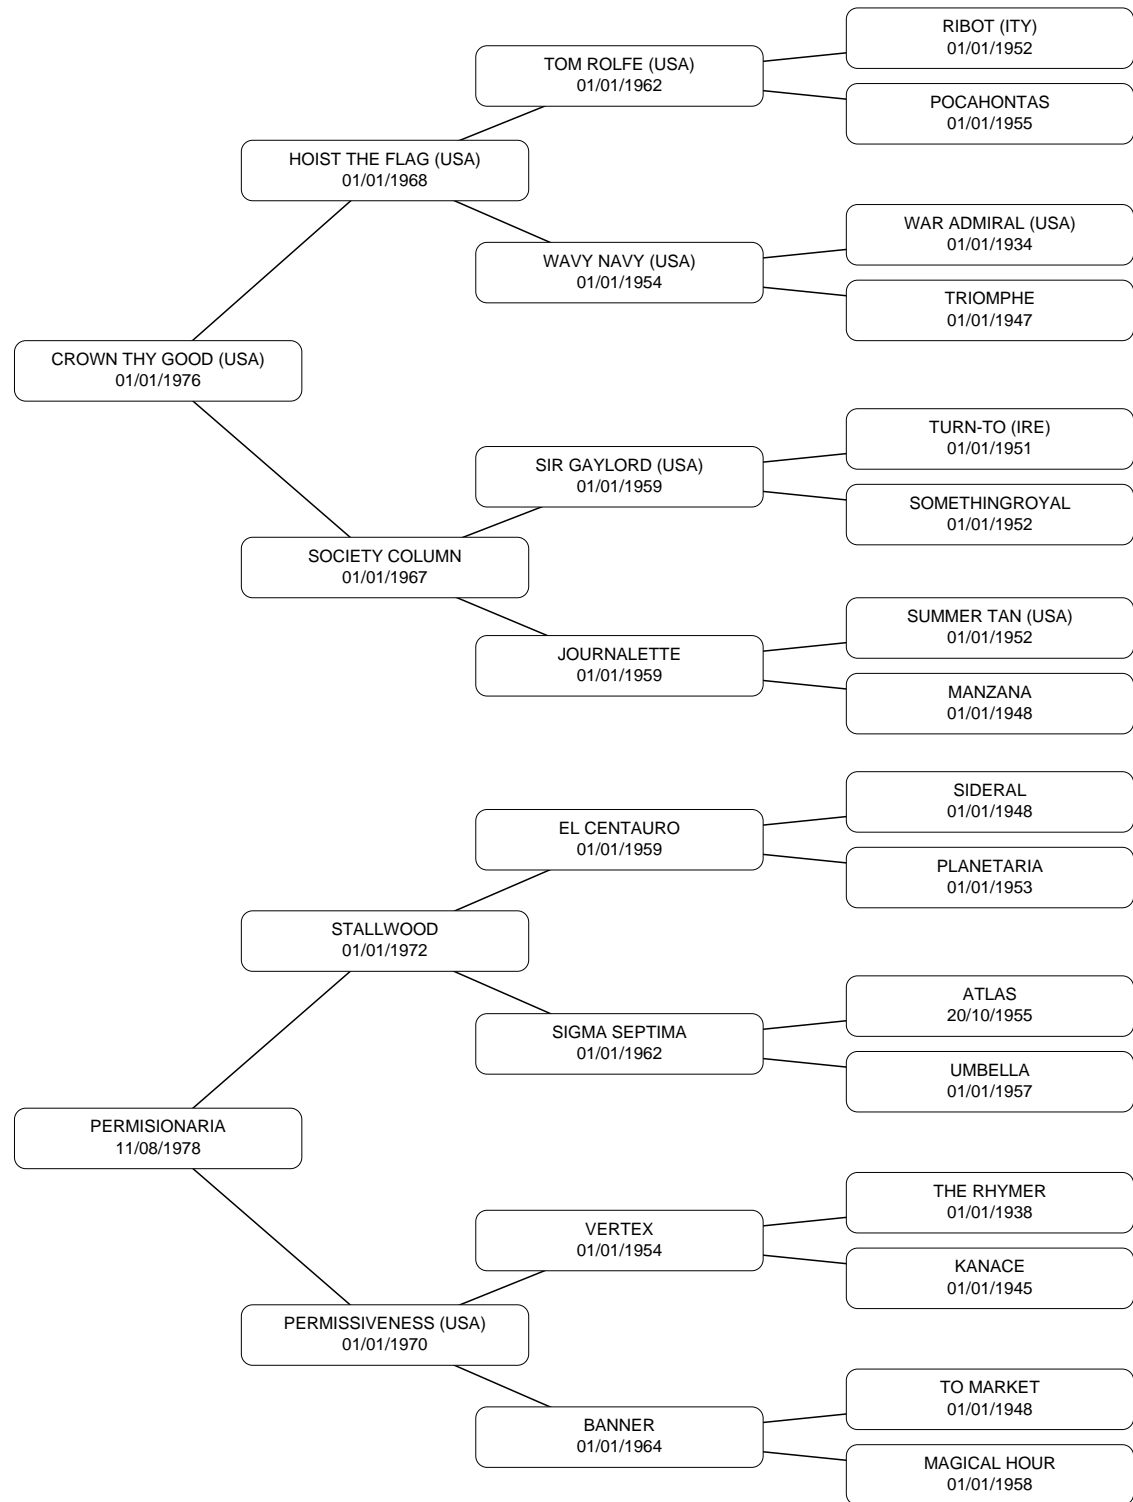 RIBOT (ITY)
01/01/1952
TOM ROLFE (USA)
01/01/1962
POCAHONTAS
01/01/1955
HOIST THE FLAG (USA)
01/01/1968
WAR ADMIRAL (USA)
01/01/1934
WAVY NAVY (USA)
01/01/1954
TRIOMPHE
01/01/1947
CROWN THY GOOD (USA)
01/01/1976
TURN-TO (IRE)
01/01/1951
SIR GAYLORD (USA)
01/01/1959
SOMETHINGROYAL
01/01/1952
SOCIETY COLUMN
01/01/1967
SUMMER TAN (USA)
01/01/1952
JOURNALETTE
01/01/1959
MANZANA
01/01/1948
SIDERAL
01/01/1948
EL CENTAURO
01/01/1959
PLANETARIA
01/01/1953
STALLWOOD
01/01/1972
ATLAS
20/10/1955
SIGMA SEPTIMA
01/01/1962
UMBELLA
01/01/1957
PERMISIONARIA
11/08/1978
THE RHYMER
01/01/1938
VERTEX
01/01/1954
KANACE
01/01/1945
PERMISSIVENESS (USA)
01/01/1970
TO MARKET
01/01/1948
BANNER
01/01/1964
MAGICAL HOUR
01/01/1958